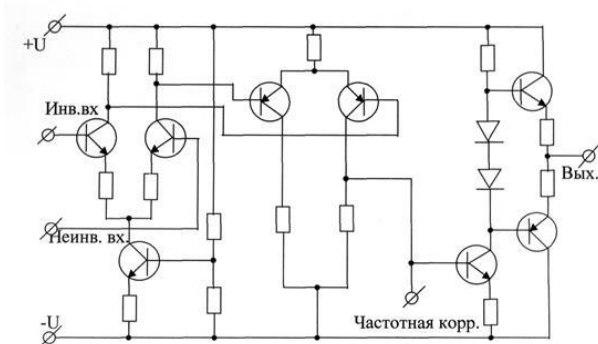 +U
Инв.вх
Неинв. вх.
-U
Частотная корр.
Вых.